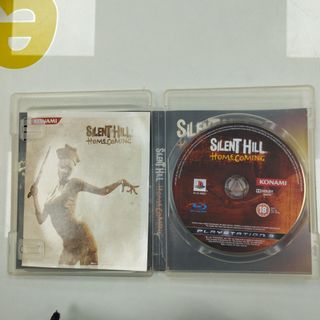 e
KONAMI
SILENT HILL
HOMECOMING
SILENT HILL
HOMECOMING
SILENT HILL
HOMECOMING
KONAMI
18
PLAYSTATION 3